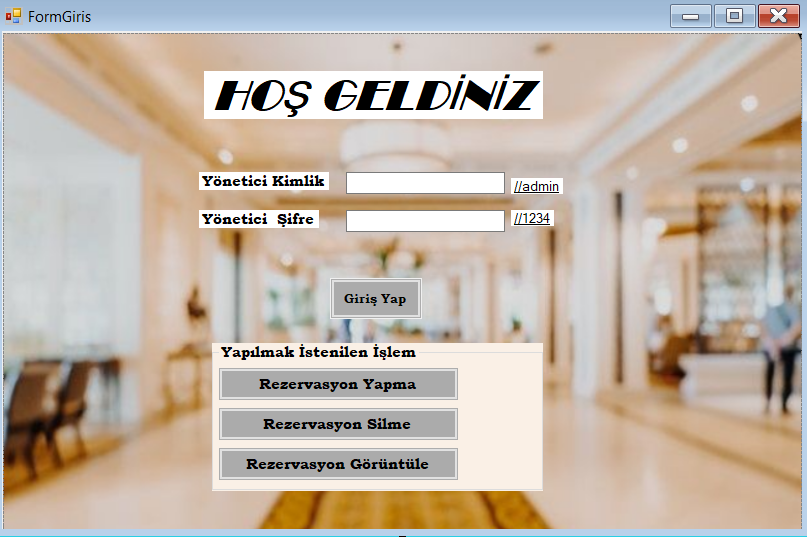 FormGiris
HOŞ GELDİNİZ
Yönetici Kimlik
//admin
Yönetici Şifre
//1234
Giriş Yap
Yapılmak İstenilen İşlem
Rezervasyon Yapma
Rezervasyon Silme
Rezervasyon Görüntüle